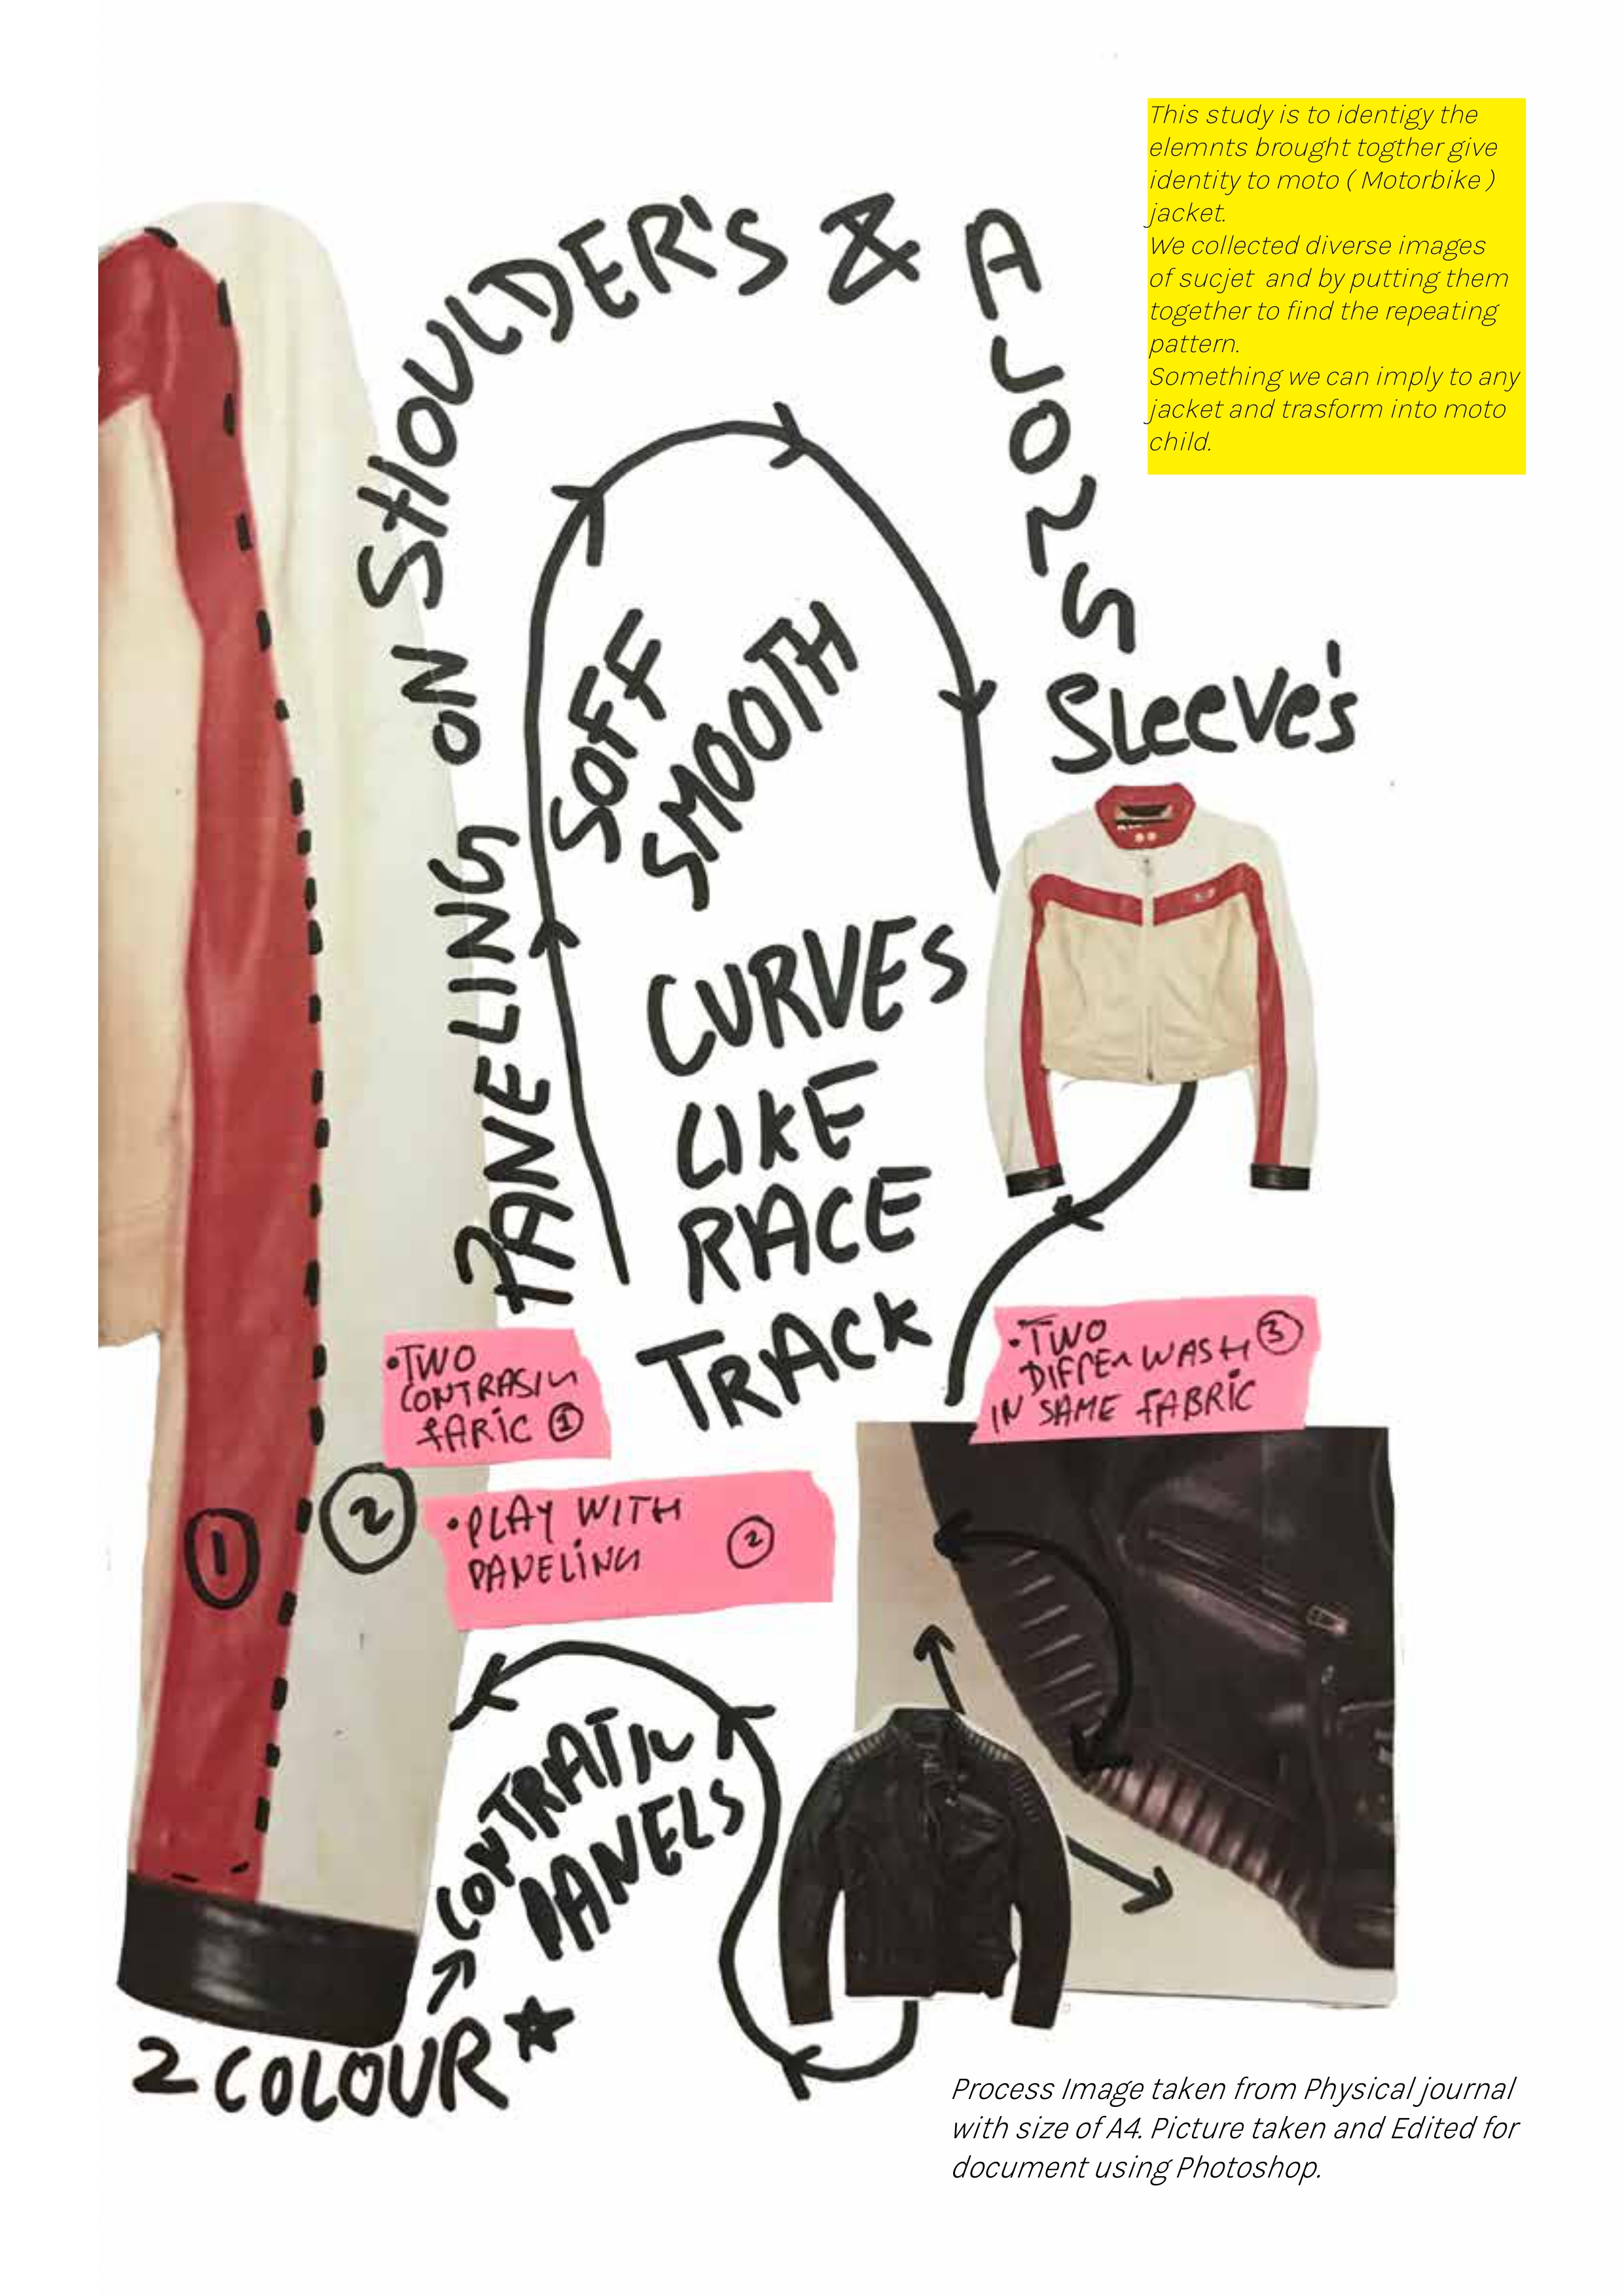 This study is to identigy the
elemnts brought togther give
identity to moto ( Motorbike )
jacket.
We collected diverse images
of sucjet and by putting them
together to find the repeating
pattern.
Something we can imply to any
jacket and trasform into moto
child.
PANELING ON SHOULDER'S &
SLEEVE'S
SOFF
SMOOTH
CURVES
LIKE
RACE
TRACK
•TWO
CONTRASIN
fARIC ①
•PLAY WITH
PANELING ②
•TWO ③
DIFFEN WASH
IN SAME fABRIC
1
2
CONTRATIN
PANELS
2 COLOUR
Process Image taken from Physical journal
with size of A4. Picture taken and Edited for
document using Photoshop.